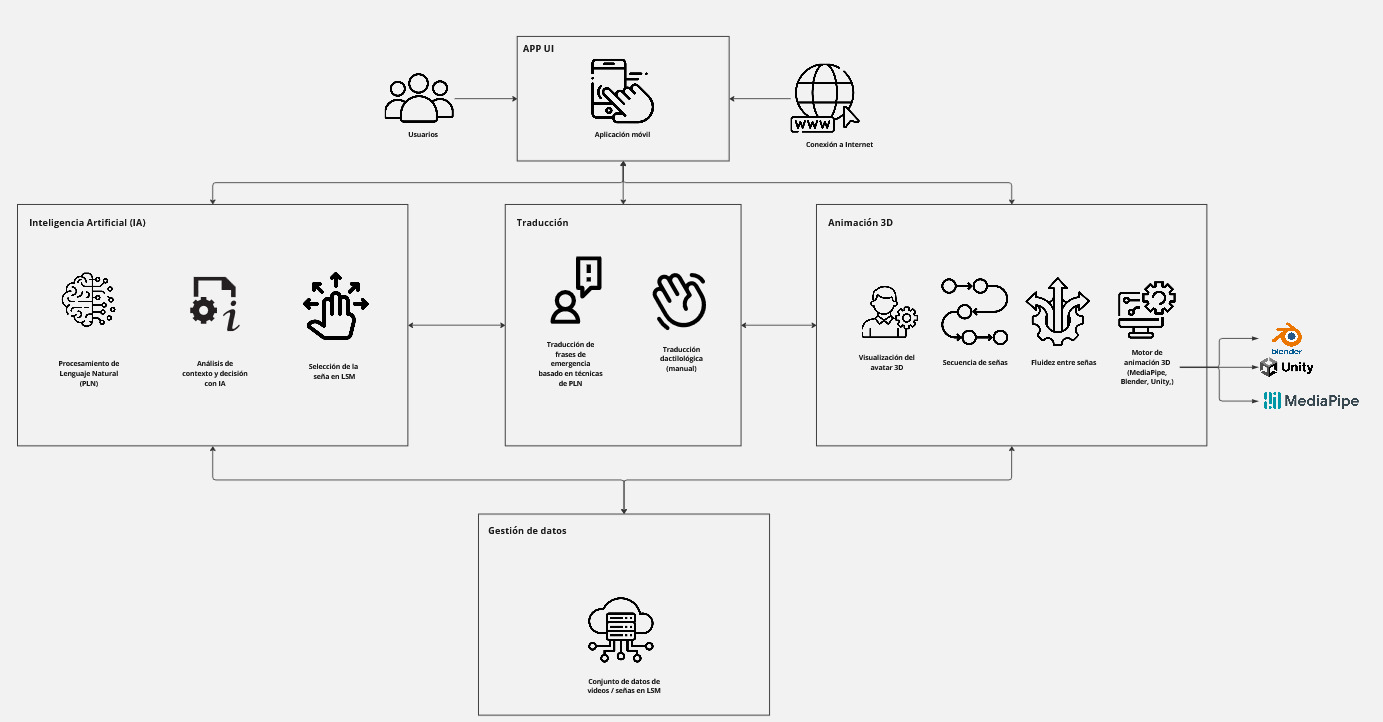 APP UI
Usuarios
Aplicación móvil
WWW
Conexión a Internet
Inteligencia Artificial (IA)
Procesamiento de
Lenguaje Natural
(PLN)
Análisis de
contexto y decisión
con IA
Selección de la
seña en LSM
Traducción
Traducción de
frases de
emergencia
basado en técnicas
de PLN
Traducción
dactilológica
(manual)
Animación 3D
Visualización del
avatar 3D
Secuencia de señas
Fluidez entre señas
Motor de
animación 3D
(MediaPipe,
Blender, Unity,)
blender
Unity
MediaPipe
Gestión de datos
Conjunto de datos de
videos / señas en LSM